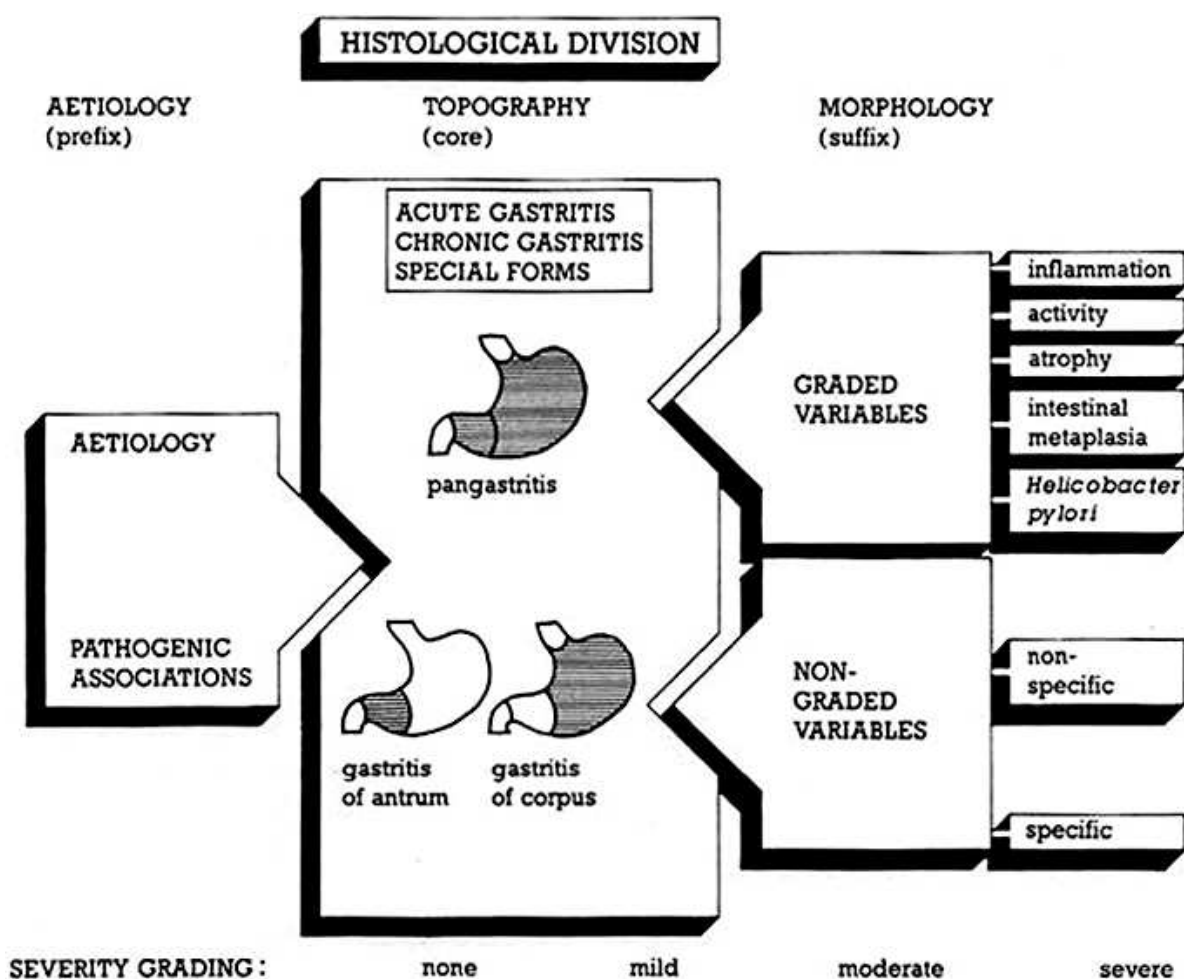 HISTOLOGICAL DIVISION
AETIOLOGY
(prefix)
TOPOGRAPHY
(core)
MORPHOLOGY
(suffix)
ACUTE GASTRITIS
CHRONIC GASTRITIS
SPECIAL FORMS
pangastritis
AETIOLOGY
PATHOGENIC
ASSOCIATIONS
gastritis
of antrum
gastritis
of corpus
GRADED
VARIABLES
inflammation
activity
atrophy
intestinal
metaplasia
Helicobacter
pylori
NON-
GRADED
VARIABLES
non-
specific
specific
SEVERITY GRADING: none mild moderate severe